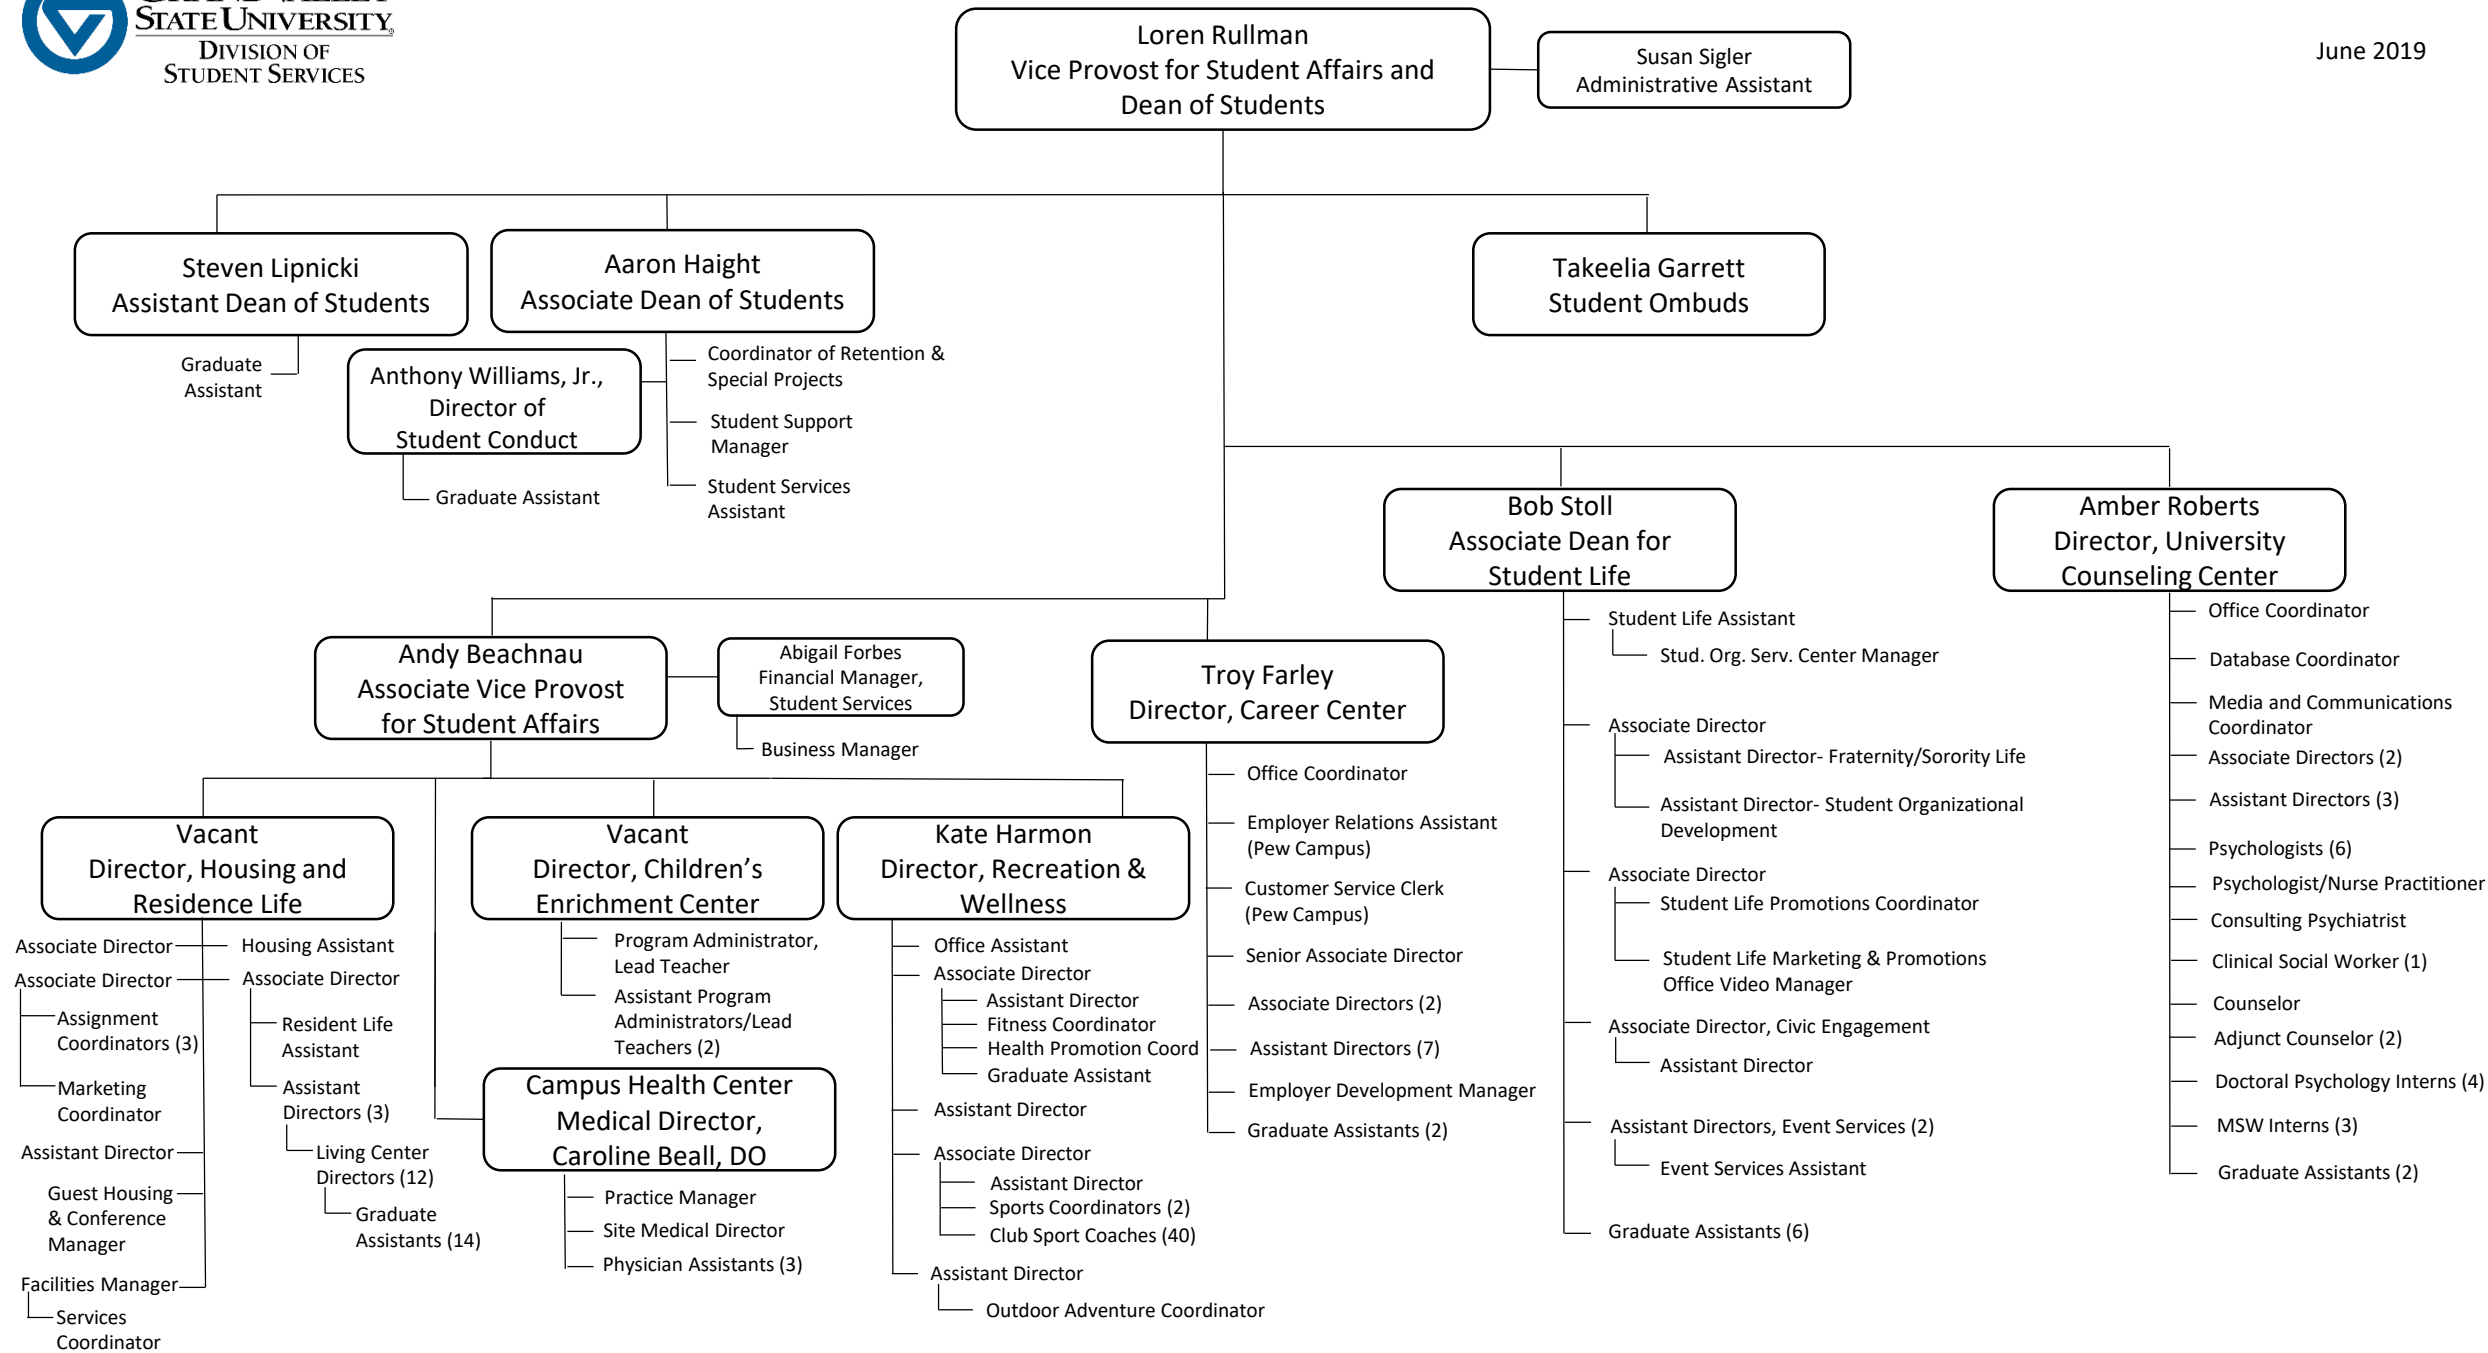 STATE UNIVERSITY
DIVISION OF
STUDENT SERVICES
Loren Rullman
Vice Provost for Student Affairs and
Dean of Students
Susan Sigler
Administrative Assistant
June 2019
Steven Lipnicki
Assistant Dean of Students
Graduate
Assistant
Aaron Haight
Associate Dean of Students
Anthony Williams, Jr.,
Director of
Student Conduct
Graduate Assistant
Coordinator of Retention &
Special Projects
Student Support
Manager
Student Services
Assistant
Takeelia Garrett
Student Ombuds
Andy Beachnau
Associate Vice Provost
for Student Affairs
Abigail Forbes
Financial Manager,
Student Services
Business Manager
Vacant
Director, Housing and
Residence Life
Associate Director
Housing Assistant
Associate Director
Associate Director
Assignment
Coordinators (3)
Marketing
Coordinator
Resident Life
Assistant
Assistant
Directors (3)
Living Center
Directors (12)
Graduate
Assistants (14)
Assistant Director
Guest Housing
& Conference
Manager
Facilities Manager
Services
Coordinator
Vacant
Director, Children’s
Enrichment Center
Program Administrator,
Lead Teacher
Assistant Program
Administrators/Lead
Teachers (2)
Campus Health Center
Medical Director,
Caroline Beall, DO
Practice Manager
Site Medical Director
Physician Assistants (3)
Kate Harmon
Director, Recreation &
Wellness
Office Assistant
Associate Director
Assistant Director
Fitness Coordinator
Health Promotion Coord
Graduate Assistant
Assistant Director
Associate Director
Assistant Director
Sports Coordinators (2)
Club Sport Coaches (40)
Assistant Director
Outdoor Adventure Coordinator
Troy Farley
Director, Career Center
Office Coordinator
Employer Relations Assistant
(Pew Campus)
Customer Service Clerk
(Pew Campus)
Senior Associate Director
Associate Directors (2)
Assistant Directors (7)
Employer Development Manager
Graduate Assistants (2)
Bob Stoll
Associate Dean for
Student Life
Student Life Assistant
Stud. Org. Serv. Center Manager
Associate Director
Assistant Director- Fraternity/Sorority Life
Assistant Director- Student Organizational
Development
Associate Director
Student Life Promotions Coordinator
Student Life Marketing & Promotions
Office Video Manager
Associate Director, Civic Engagement
Assistant Director
Assistant Directors, Event Services (2)
Event Services Assistant
Graduate Assistants (6)
Amber Roberts
Director, University
Counseling Center
Office Coordinator
Database Coordinator
Media and Communications
Coordinator
Associate Directors (2)
Assistant Directors (3)
Psychologists (6)
Psychologist/Nurse Practitioner
Consulting Psychiatrist
Clinical Social Worker (1)
Counselor
Adjunct Counselor (2)
Doctoral Psychology Interns (4)
MSW Interns (3)
Graduate Assistants (2)